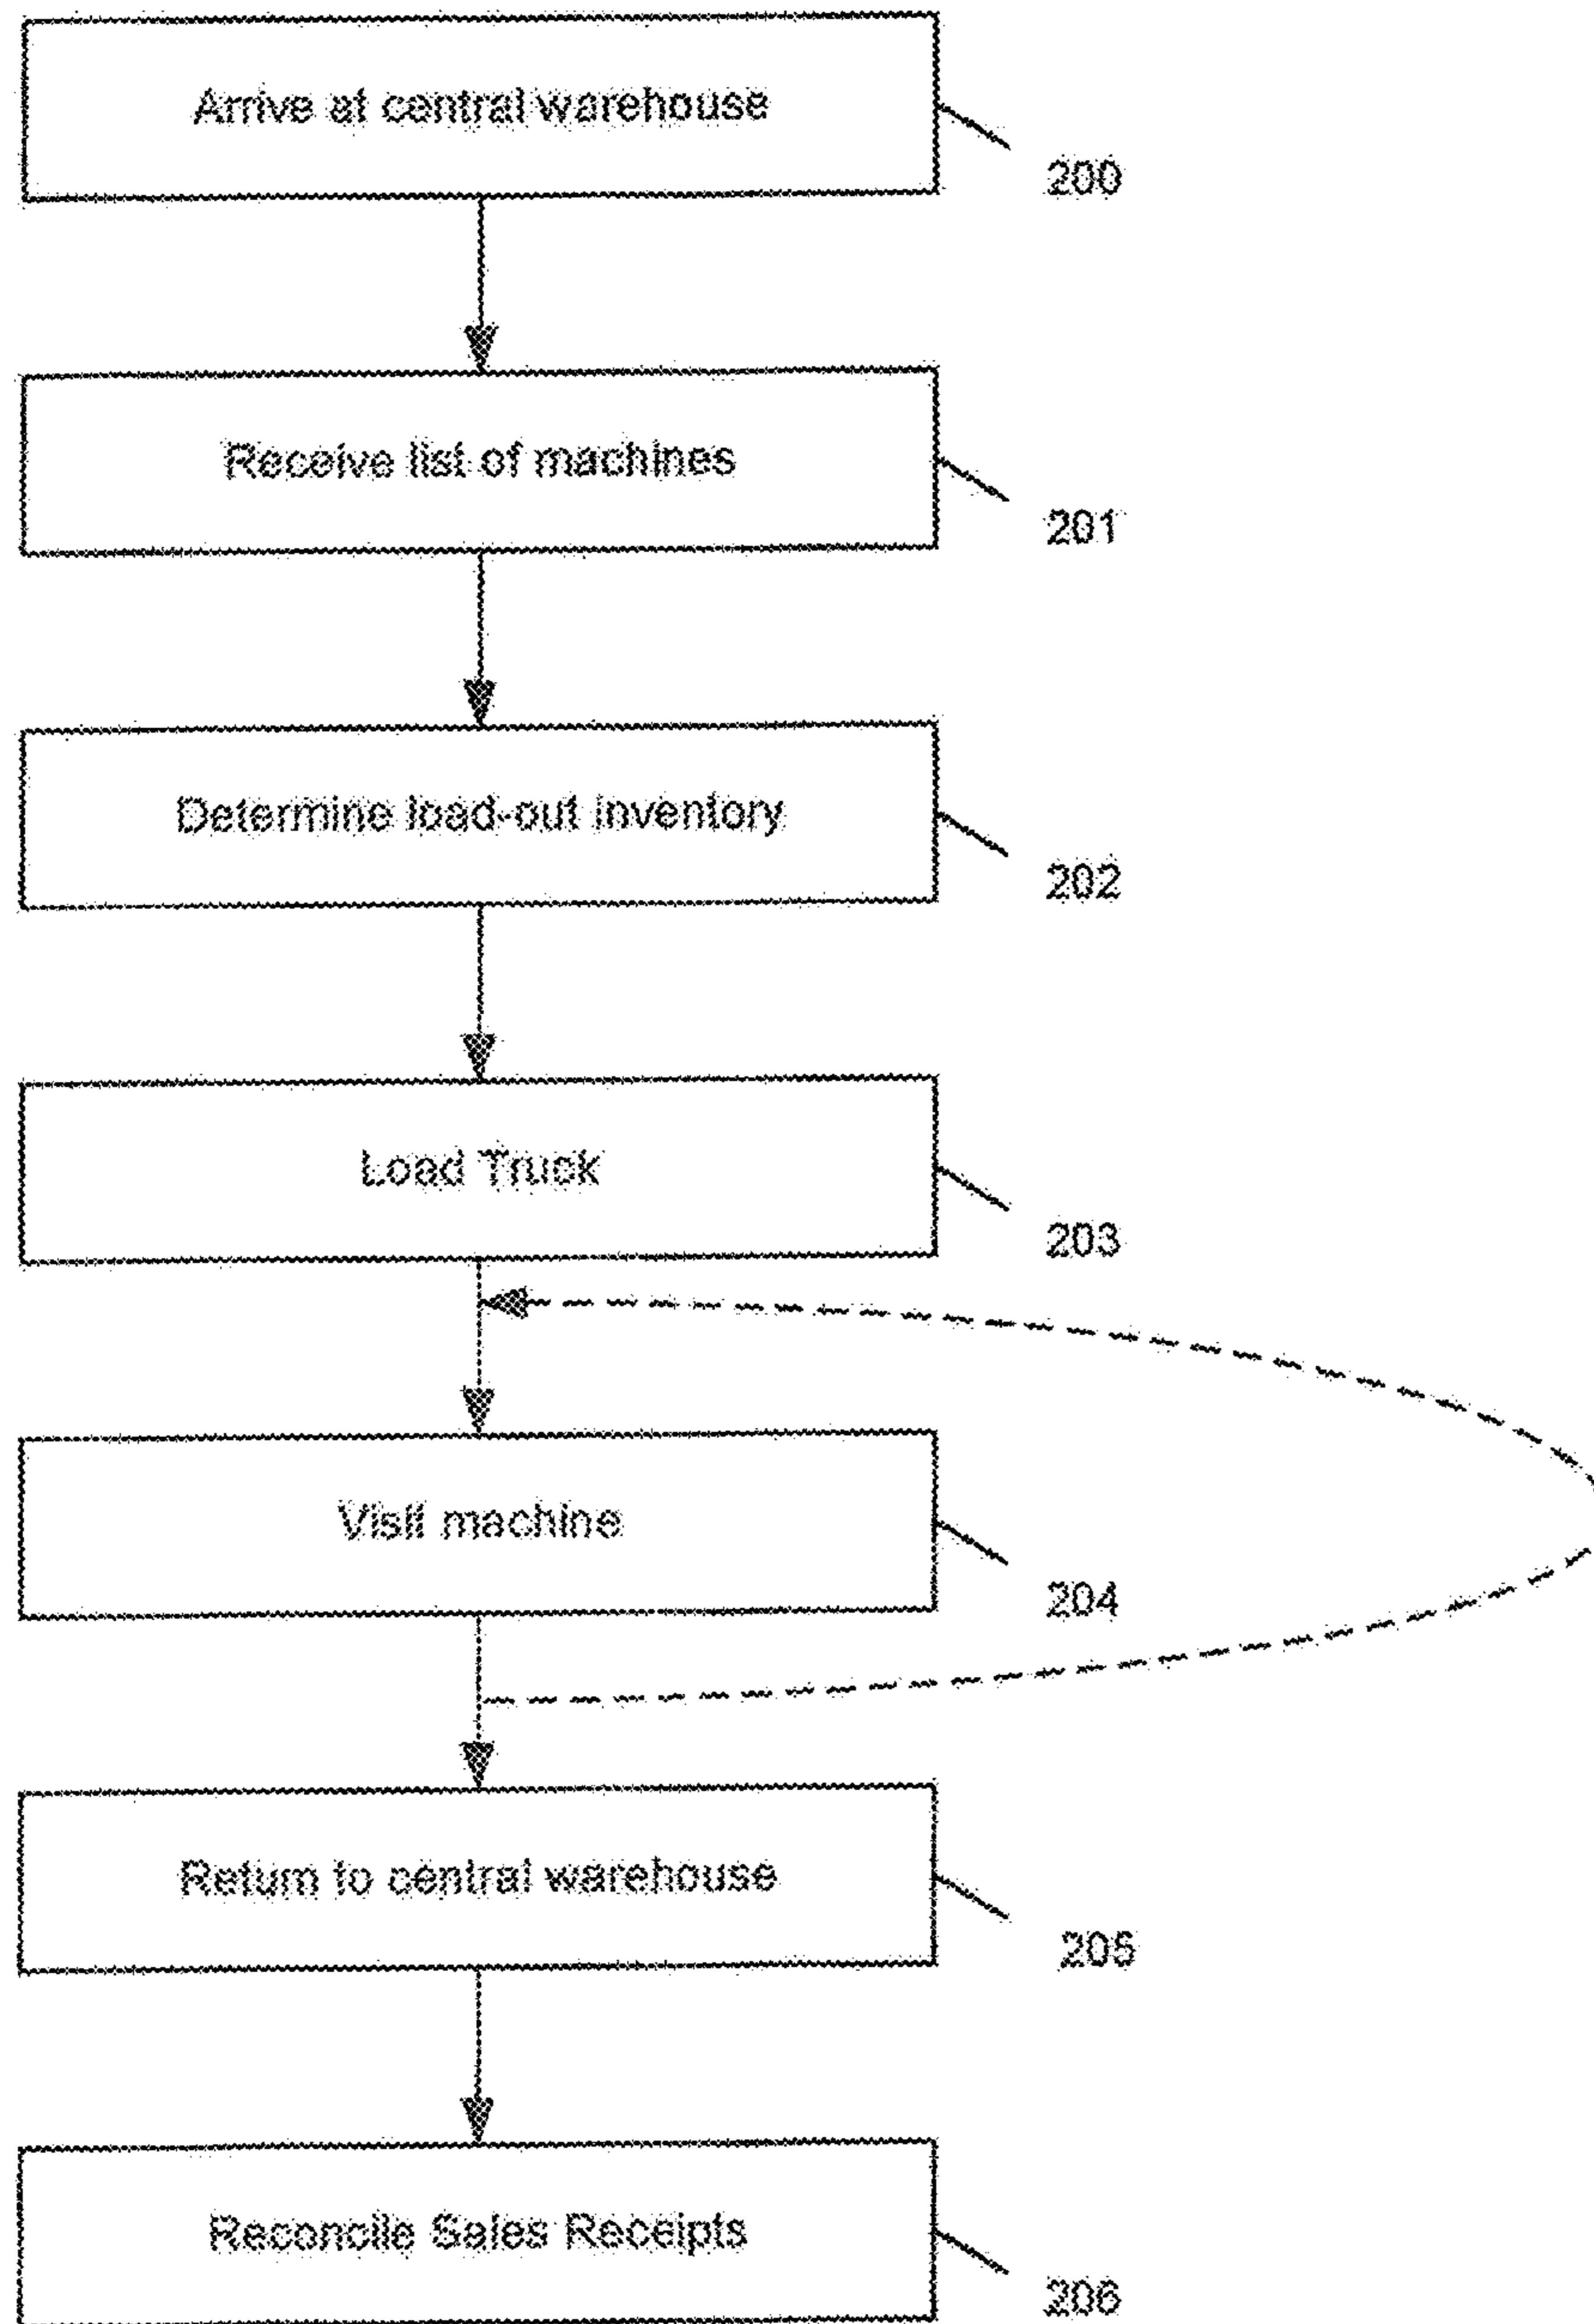 Arrive at central warehouse
200
Receive list of machines
201
Determine load-out inventory
202
Load Truck
203
Visit machine
204
Return to central warehouse
205
Reconcile Sales Receipts
206